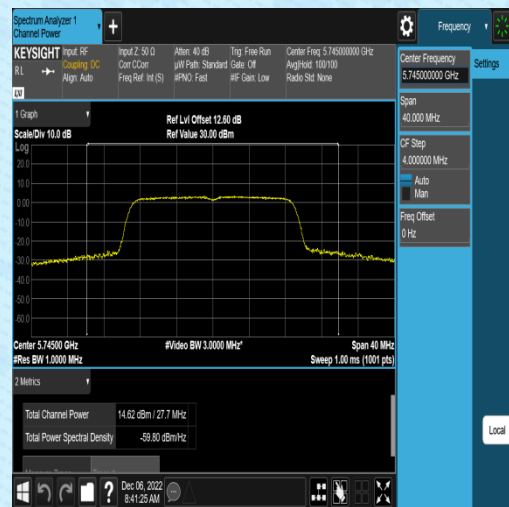 Spectrum Analyzer 1
Channel Power
+
Frequency
KEYSIGHT
Input: RF
Input Z: 50 Ω
Atten: 40 dB
Trig: Free Run
Center Freq: 5.745000000 GHz
RL
Coupling: DC
Corr CCorr
µW Path: Standard
Gate: Off
Avg|Hold: 100/100
Align: Auto
Freq Ref: Int (S)
#PNO: Fast
#IF Gain: Low
Radio Std: None
LXI
Center Frequency
5.745000000 GHz
Settings
Span
40.000 MHz
CF Step
4.000000 MHz
Auto
Man
Freq Offset
0 Hz
1 Graph
Ref Lvl Offset 12.60 dB
Scale/Div 10.0 dB
Ref Value 30.00 dBm
Log
20.0
10.0
0.00
-10.0
-20.0
-30.0
-40.0
-50.0
-60.0
Center 5.74500 GHz
#Video BW 3.0000 MHz*
Span 40 MHz
#Res BW 1.0000 MHz
Sweep 1.00 ms (1001 pts)
2 Metrics
Total Channel Power
14.62 dBm / 27.7 MHz
Total Power Spectral Density
-59.80 dBm/Hz
Local
?
Dec 06, 2022
8:41:25 AM